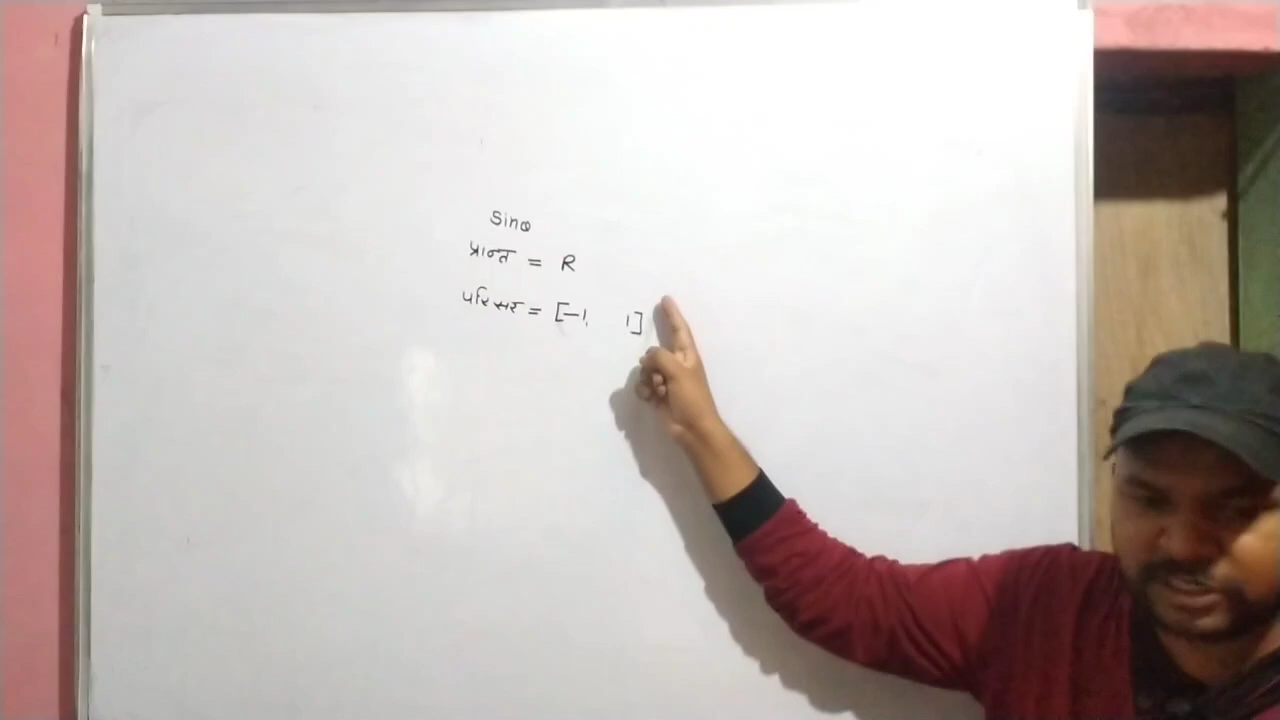 sinθ
प्रान्त = R
परिसर = [-1, 1]